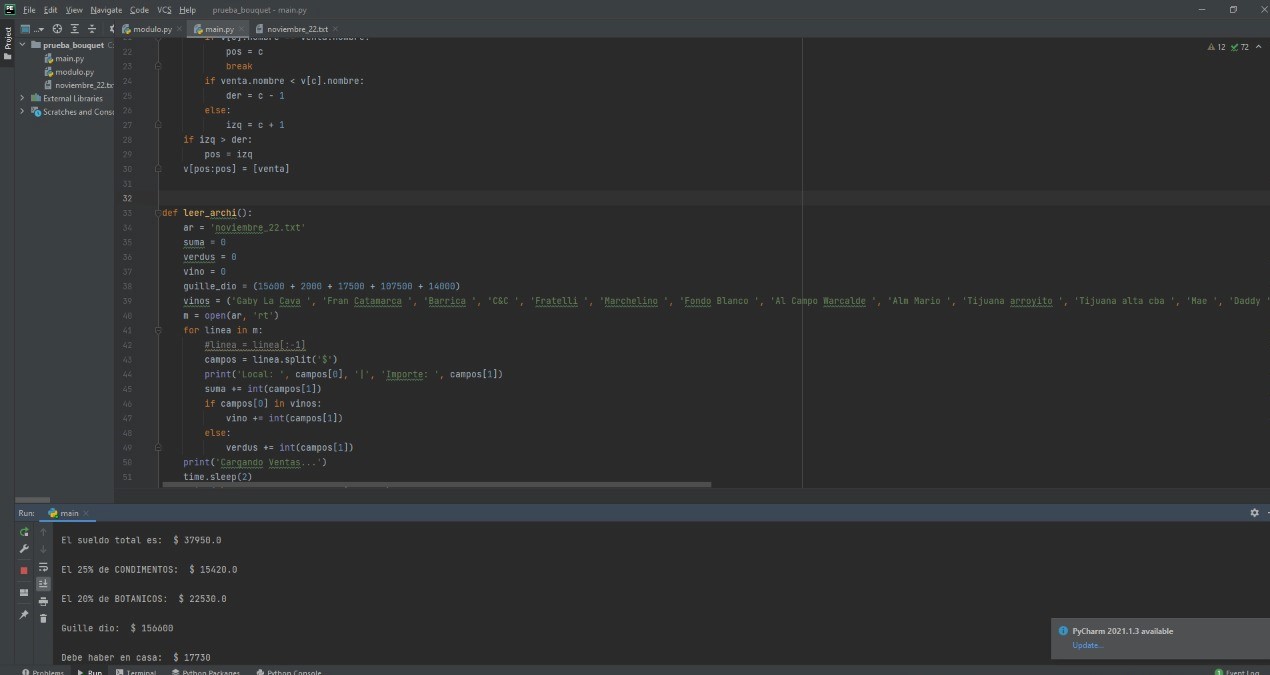 File Edit View Navigate Code VCS Help prueba_bouquet - main.py
modulo.py main.py noviembre_22.txt
Project
prueba_bouquet
main.py
modulo.py
noviembre_22.tx
External Libraries
Scratches and Conso
12 72
22 pos = c
23 break
24 if venta.nombre < v[c].nombre:
25 der = c - 1
26 else:
27 izq = c + 1
28 if izq > der:
29 pos = izq
30 v[pos:pos] = [venta]
31
32
33 def leer_archi():
34 ar = 'noviembre_22.txt'
35 suma = 0
36 verdus = 0
37 vino = 0
38 guille_dio = (15600 + 2000 + 17500 + 107500 + 14000)
39 vinos = ('Gaby La Cava ', 'Fran Catamarca ', 'Barrica ', 'C&C ', 'Fratelli ', 'Marchelino ', 'Fondo Blanco ', 'Al Campo Warcalde ', 'Alm Mario ', 'Tijuana arroyito ', 'Tijuana alta cba ', 'Mae ', 'Daddy '
40 m = open(ar, 'rt')
41 for linea in m:
42 #linea = linea[:-1]
43 campos = linea.split('$')
44 print('Local: ', campos[0], '|', 'Importe: ', campos[1])
45 suma += int(campos[1])
46 if campos[0] in vinos:
47 vino += int(campos[1])
48 else:
49 verdus += int(campos[1])
50 print('Cargando Ventas...')
51 time.sleep(2)
Run: main
El sueldo total es: $ 37950.0
El 25% de CONDIMENTOS: $ 15420.0
El 20% de BOTANICOS: $ 22530.0
Guille dio: $ 156600
Debe haber en casa: $ 17730
PyCharm 2021.1.3 available
Update...
Problems Run Terminal Python Packages Python Console Event Log